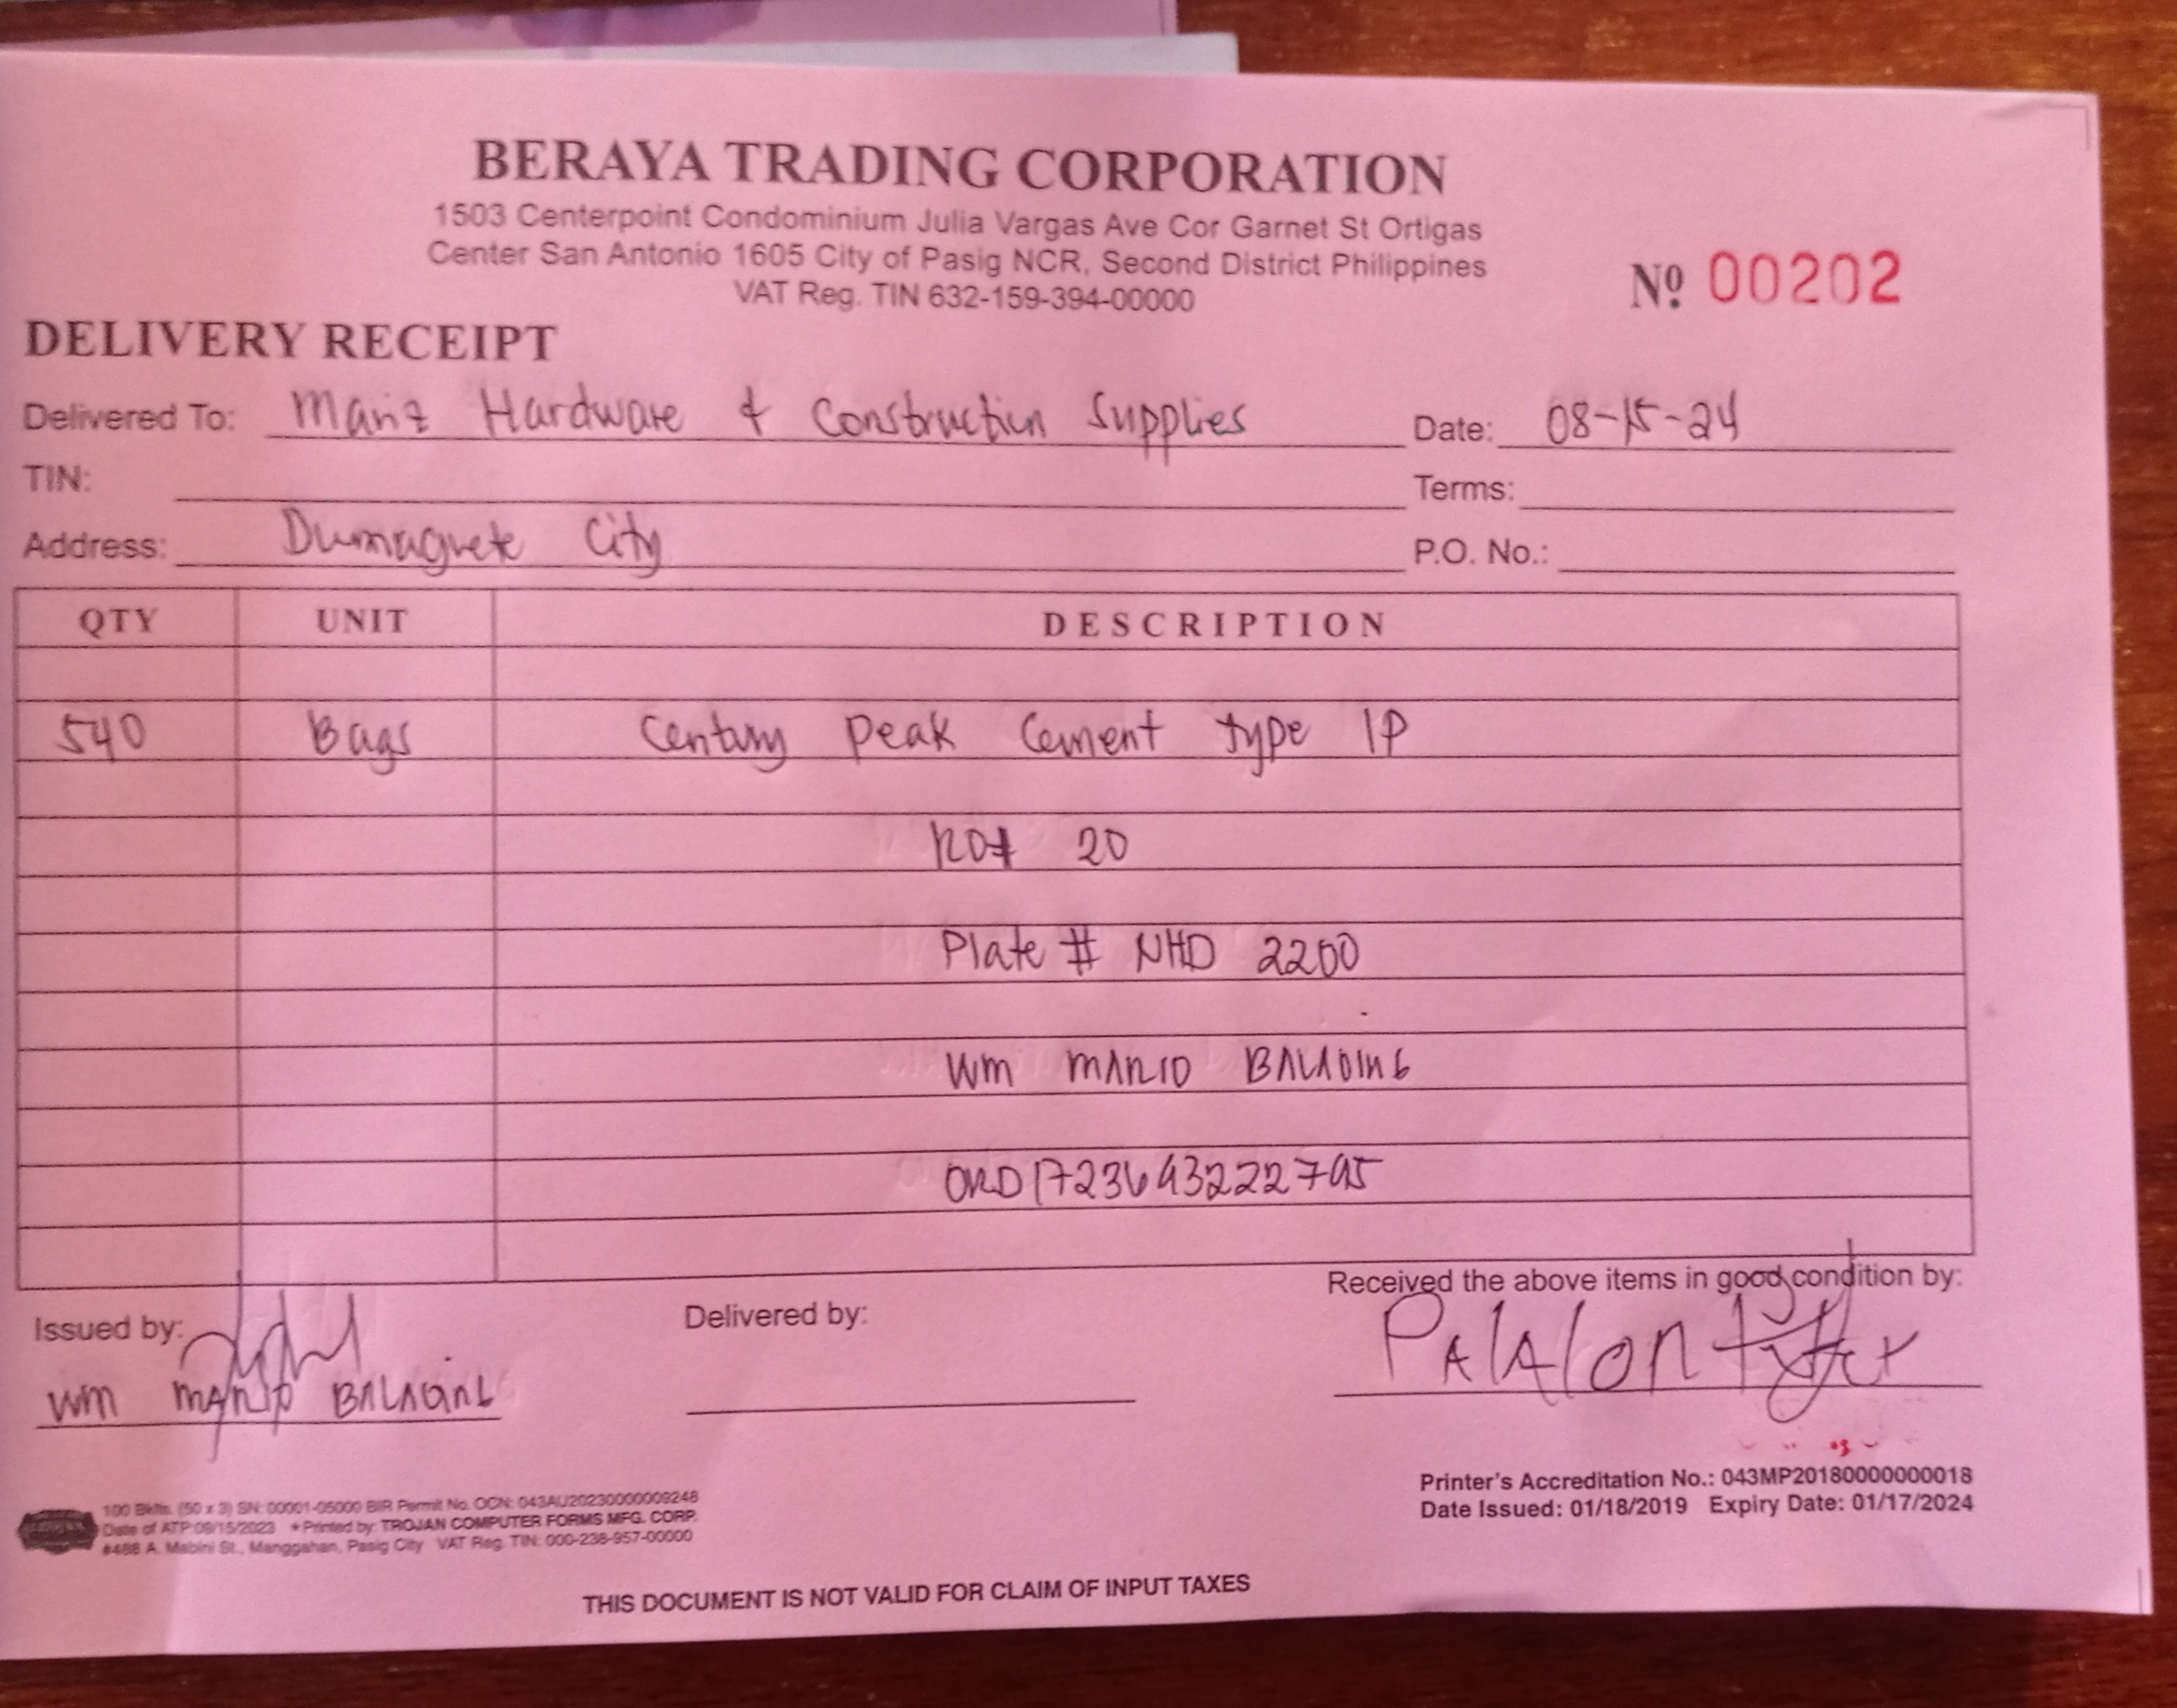 BERAYA TRADING CORPORATION
1503 Centerpoint Condominium Julia Vargas Ave Cor Garnet St Ortigas
Center San Antonio 1605 City of Pasig NCR, Second District Philippines
VAT Reg. TIN 632-159-394-00000
Nº 00202
DELIVERY RECEIPT
Delivered To: Manz Hardware & Construction Supplies Date: 08-15-24
TIN: Terms:
Address: Dumaguete City P.O. No.:
QTY UNIT DESCRIPTION
540 Bags Century Peak Cement Type 1P
RO# 20
Plate # NHD 2200
WM MARIO BALAGING
ORD1723693222795
Received the above items in good condition by:
Issued by: Delivered by:
WM MARIO BALAGING
100 Bklts. (50 x 3) SN: 00001-05000 BIR Permit No. OCN: 043AU20230000009248
Date of ATP:09/15/2023 Printed by: TROJAN COMPUTER FORMS MFG. CORP.
#488 A. Mabini St., Manggahan, Pasig City VAT Reg. TIN: 000-238-957-00000
Printer's Accreditation No.: 043MP20180000000018
Date Issued: 01/18/2019 Expiry Date: 01/17/2024
THIS DOCUMENT IS NOT VALID FOR CLAIM OF INPUT TAXES